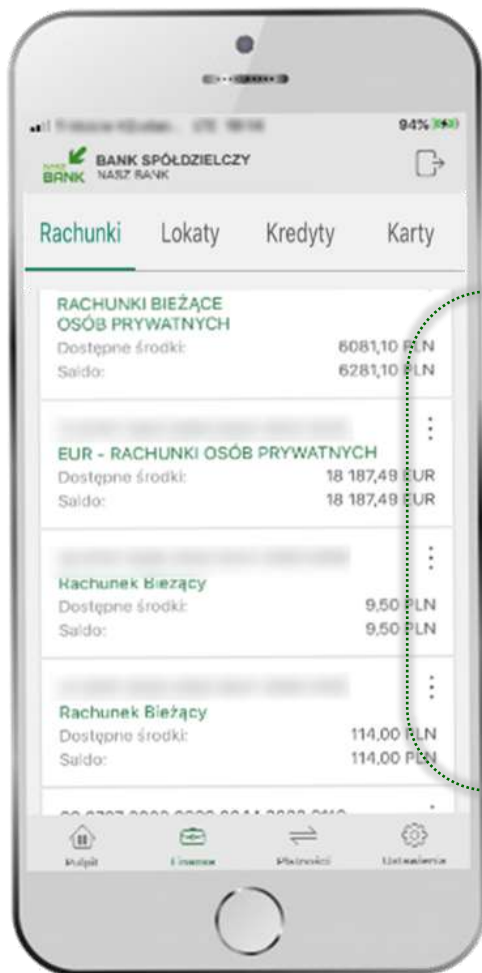 94%
NASZ BANK
BANK SPÓŁDZIELCZY
NASZ BANK
Rachunki Lokaty Kredyty Karty
RACHUNKI BIEŻĄCE
OSÓB PRYWATNYCH
Dostępne środki: 6081,10 PLN
Saldo: 6281,10 PLN
EUR - RACHUNKI OSÓB PRYWATNYCH
Dostępne środki: 18 187,49 EUR
Saldo: 18 187,49 EUR
Rachunek Bieżący
Dostępne środki: 9,50 PLN
Saldo: 9,50 PLN
Rachunek Bieżący
Dostępne środki: 114,00 PLN
Saldo: 114,00 PLN
Pulpit Finanse Płatności Ustawienia